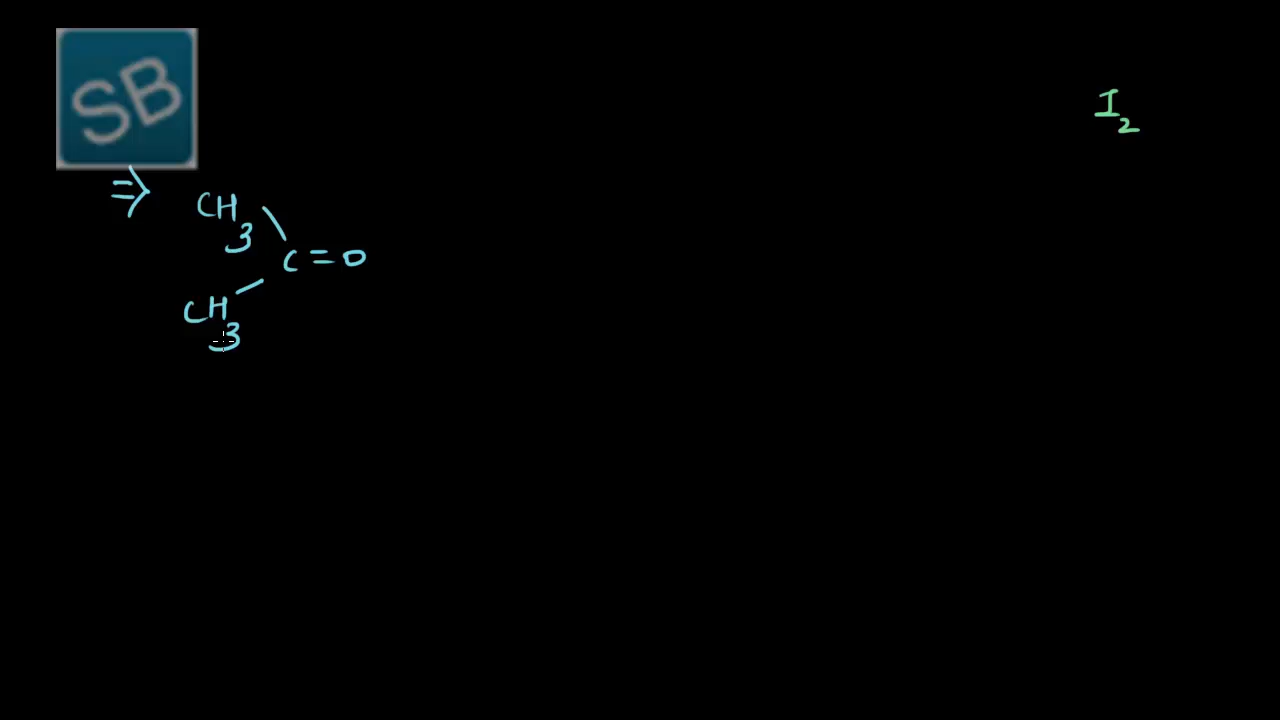 SB
I₂
⇒ CH₃
C=O
CH₃